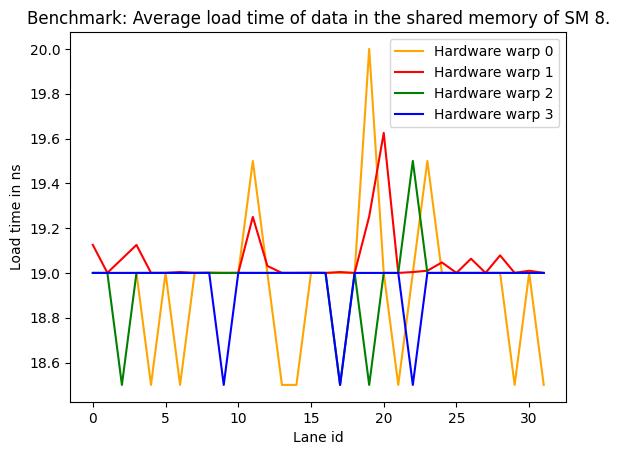 Benchmark: Average load time of data in the shared memory of SM 8.
Hardware warp 0
Hardware warp 1
Hardware warp 2
Hardware warp 3
Load time in ns
20.0
19.8
19.6
19.4
19.2
19.0
18.8
18.6
0 5 10 15 20 25 30
Lane id